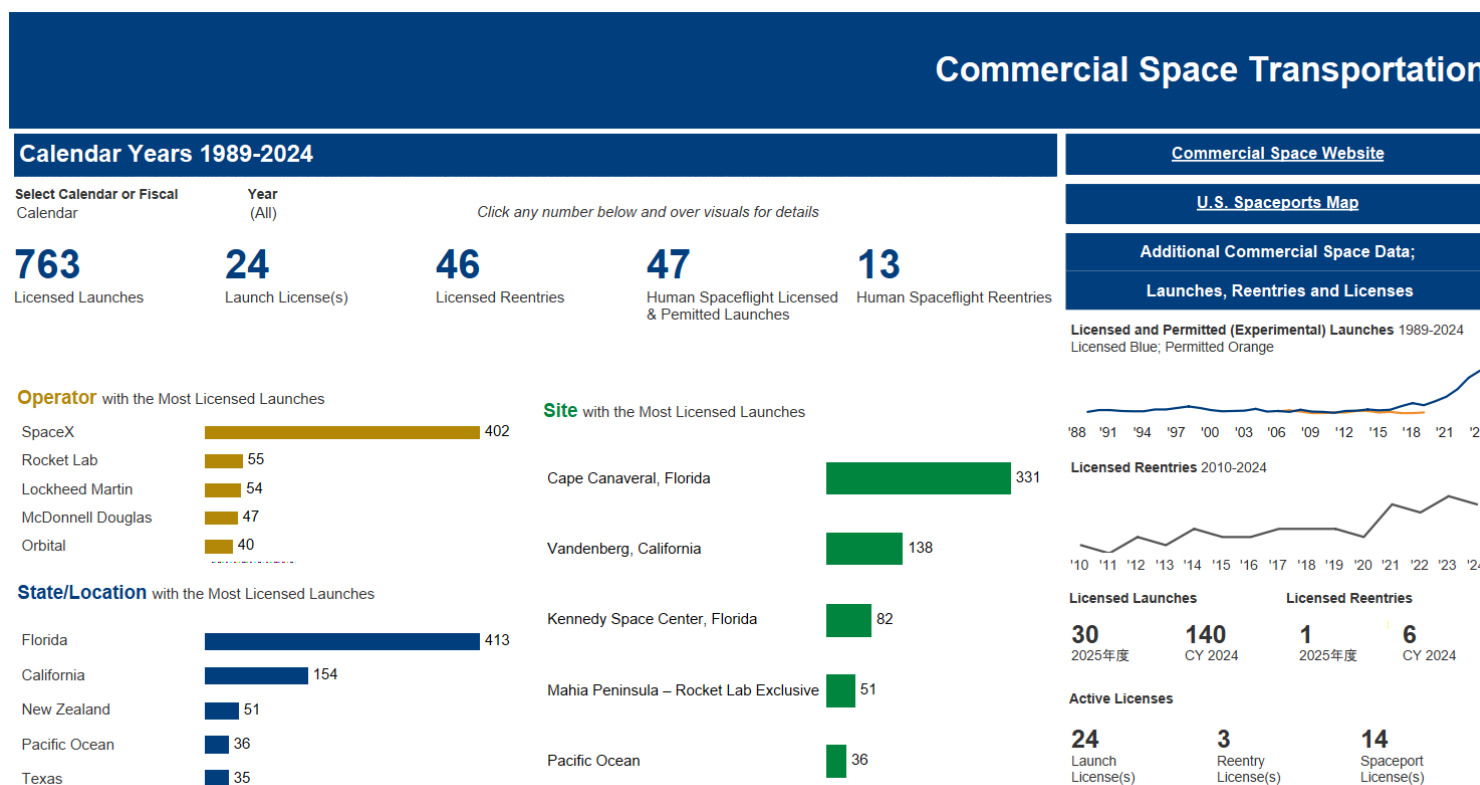 Commercial Space Transportation
Calendar Years 1989-2024
Select Calendar or Fiscal
Calendar
Year
(All)
Click any number below and over visuals for details
763
Licensed Launches
24
Launch License(s)
46
Licensed Reentries
47
Human Spaceflight Licensed
& Pemitted Launches
13
Human Spaceflight Reentries
Operator with the Most Licensed Launches
SpaceX 402
Rocket Lab 55
Lockheed Martin 54
McDonnell Douglas 47
Orbital 40
State/Location with the Most Licensed Launches
Florida 413
California 154
New Zealand 51
Pacific Ocean 36
Texas 35
Site with the Most Licensed Launches
Cape Canaveral, Florida 331
Vandenberg, California 138
Kennedy Space Center, Florida 82
Mahia Peninsula – Rocket Lab Exclusive 51
Pacific Ocean 36
Commercial Space Website
U.S. Spaceports Map
Additional Commercial Space Data;
Launches, Reentries and Licenses
Licensed and Permitted (Experimental) Launches 1989-2024
Licensed Blue; Permitted Orange
'88 '91 '94 '97 '00 '03 '06 '09 '12 '15 '18 '21 '2
Licensed Reentries 2010-2024
'10 '11 '12 '13 '14 '15 '16 '17 '18 '19 '20 '21 '22 '23 '24
Licensed Launches
30
2025年度
140
CY 2024
Licensed Reentries
1
2025年度
6
CY 2024
Active Licenses
24
Launch
License(s)
3
Reentry
License(s)
14
Spaceport
License(s)